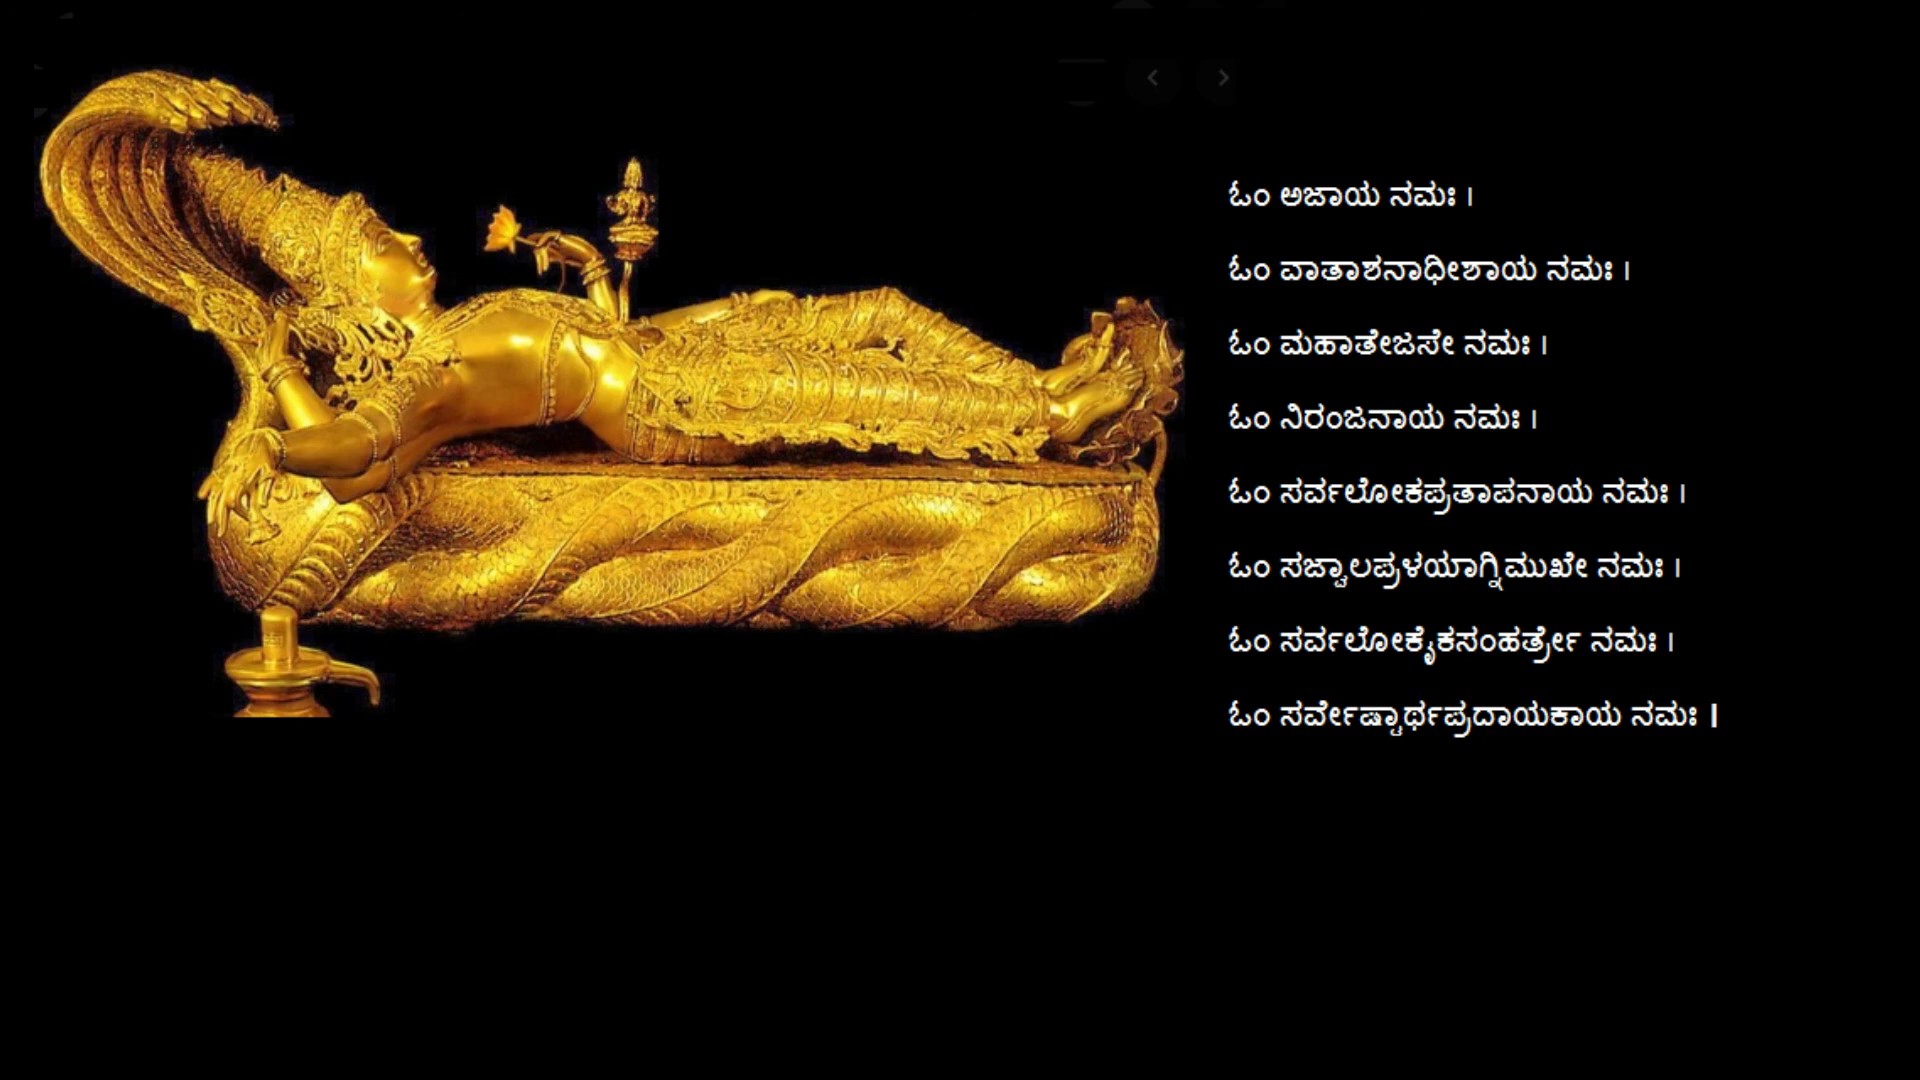 ಓಂ ಅಜಾಯ ನಮಃ ।
ಓಂ ವಾತಾಶನಾಧೀಶಾಯ ನಮಃ ।
ಓಂ ಮಹಾತೇಜಸೇ ನಮಃ ।
ಓಂ ನಿರಂಜನಾಯ ನಮಃ ।
ಓಂ ಸರ್ವಲೋಕಪ್ರತಾಪನಾಯ ನಮಃ ।
ಓಂ ಸಜ್ವಾಲಪ್ರಳಯಾಗ್ನಿಮುಖೇ ನಮಃ ।
ಓಂ ಸರ್ವಲೋಕೈಕಸಂಹರ್ತ್ರೇ ನಮಃ ।
ಓಂ ಸರ್ವೇಷ್ಟಾರ್ಥಪ್ರದಾಯಕಾಯ ನಮಃ |